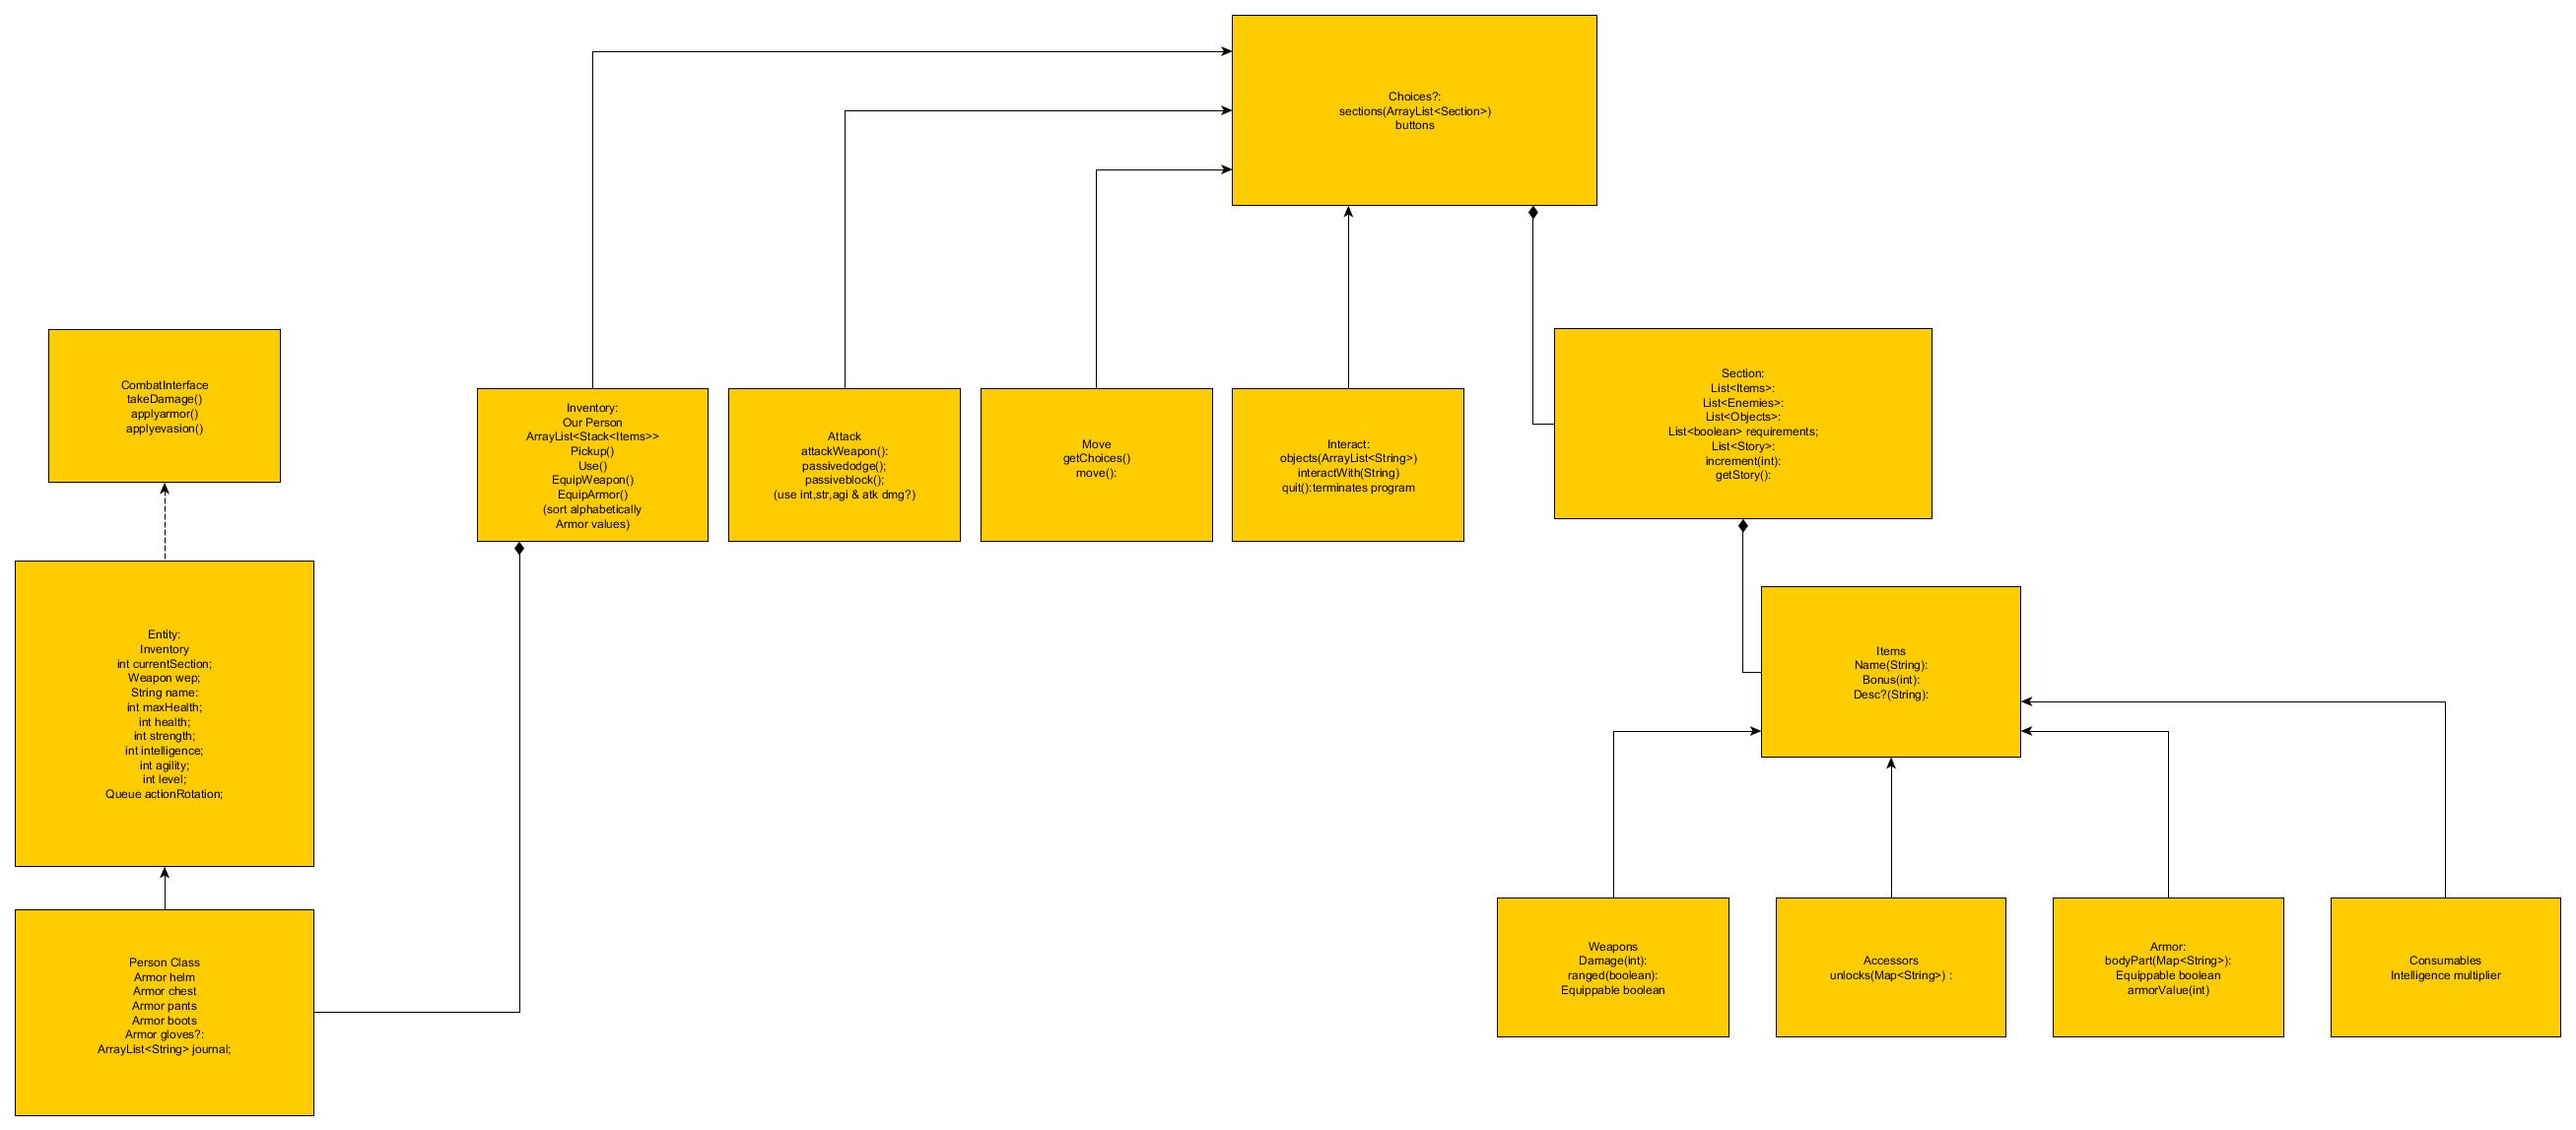 Choices?:
sections(ArrayList<Section>)
buttons
CombatInterface
takeDamage()
applyarmor()
applyevasion()
Inventory:
Our Person
ArrayList<Stack<Items>>
Pickup()
Use()
EquipWeapon()
EquipArmor()
(sort alphabetically
Armor values)
Attack
attackWeapon():
passivedodge();
passiveblock();
(use int,str,agi & atk dmg?)
Move
getChoices()
move():
Interact:
objects(ArrayList<String>)
interactWith(String)
quit():terminates program
Section:
List<Items>:
List<Enemies>:
List<Objects>:
List<boolean> requirements;
List<Story>:
increment(int):
getStory():
Entity:
Inventory
int currentSection;
Weapon wep;
String name:
int maxHealth;
int health;
int strength;
int intelligence;
int agility;
int level;
Queue actionRotation;
Items
Name(String):
Bonus(int):
Desc?(String):
Person Class
Armor helm
Armor chest
Armor pants
Armor boots
Armor gloves?:
ArrayList<String> journal;
Weapons
Damage(int):
ranged(boolean):
Equippable boolean
Accessors
unlocks(Map<String>) :
Armor:
bodyPart(Map<String>):
Equippable boolean
armorValue(int)
Consumables
Intelligence multiplier